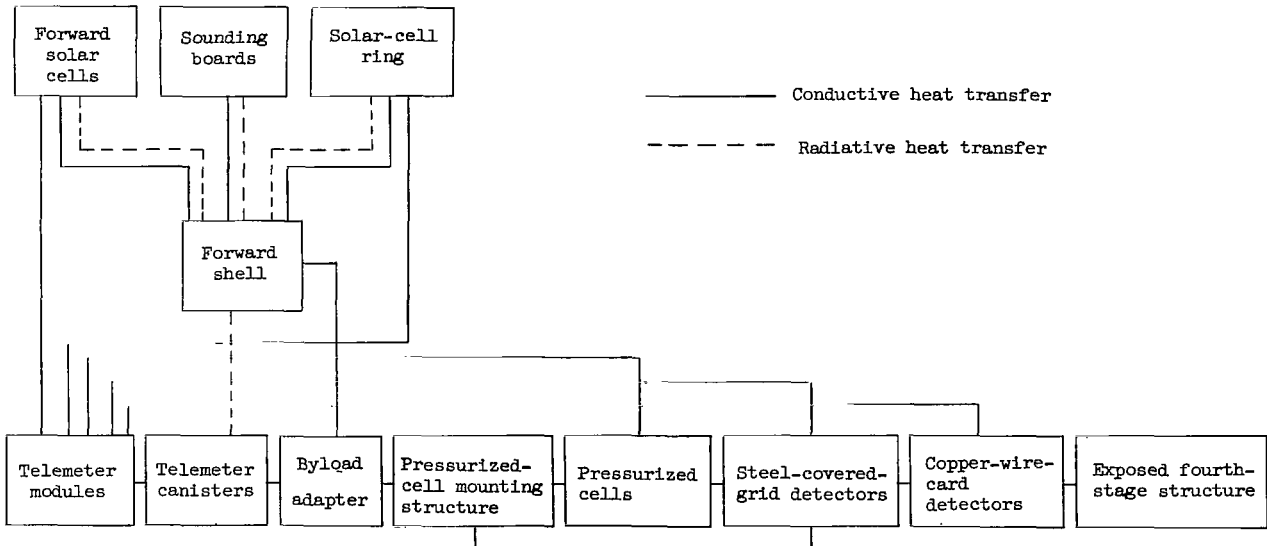 Forward
solar
cells
Sounding
boards
Solar-cell
ring
Conductive heat transfer
Radiative heat transfer
Forward
shell
Telemeter
modules
Telemeter
canisters
Byload
adapter
Pressurized-
cell mounting
structure
Pressurized
cells
Steel-covered-
grid detectors
Copper-wire-
card
detectors
Exposed fourth-
stage structure